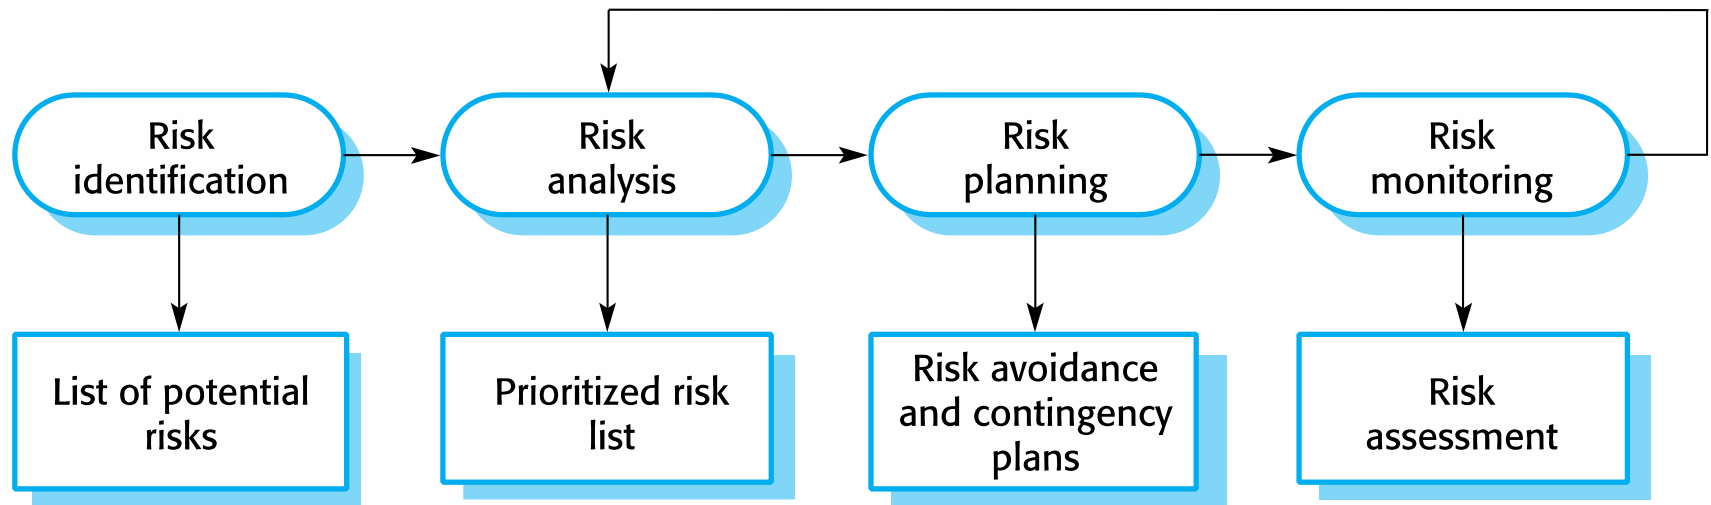 Risk
identification
Risk
analysis
Risk
planning
Risk
monitoring
List of potential
risks
Prioritized risk
list
Risk avoidance
and contingency
plans
Risk
assessment